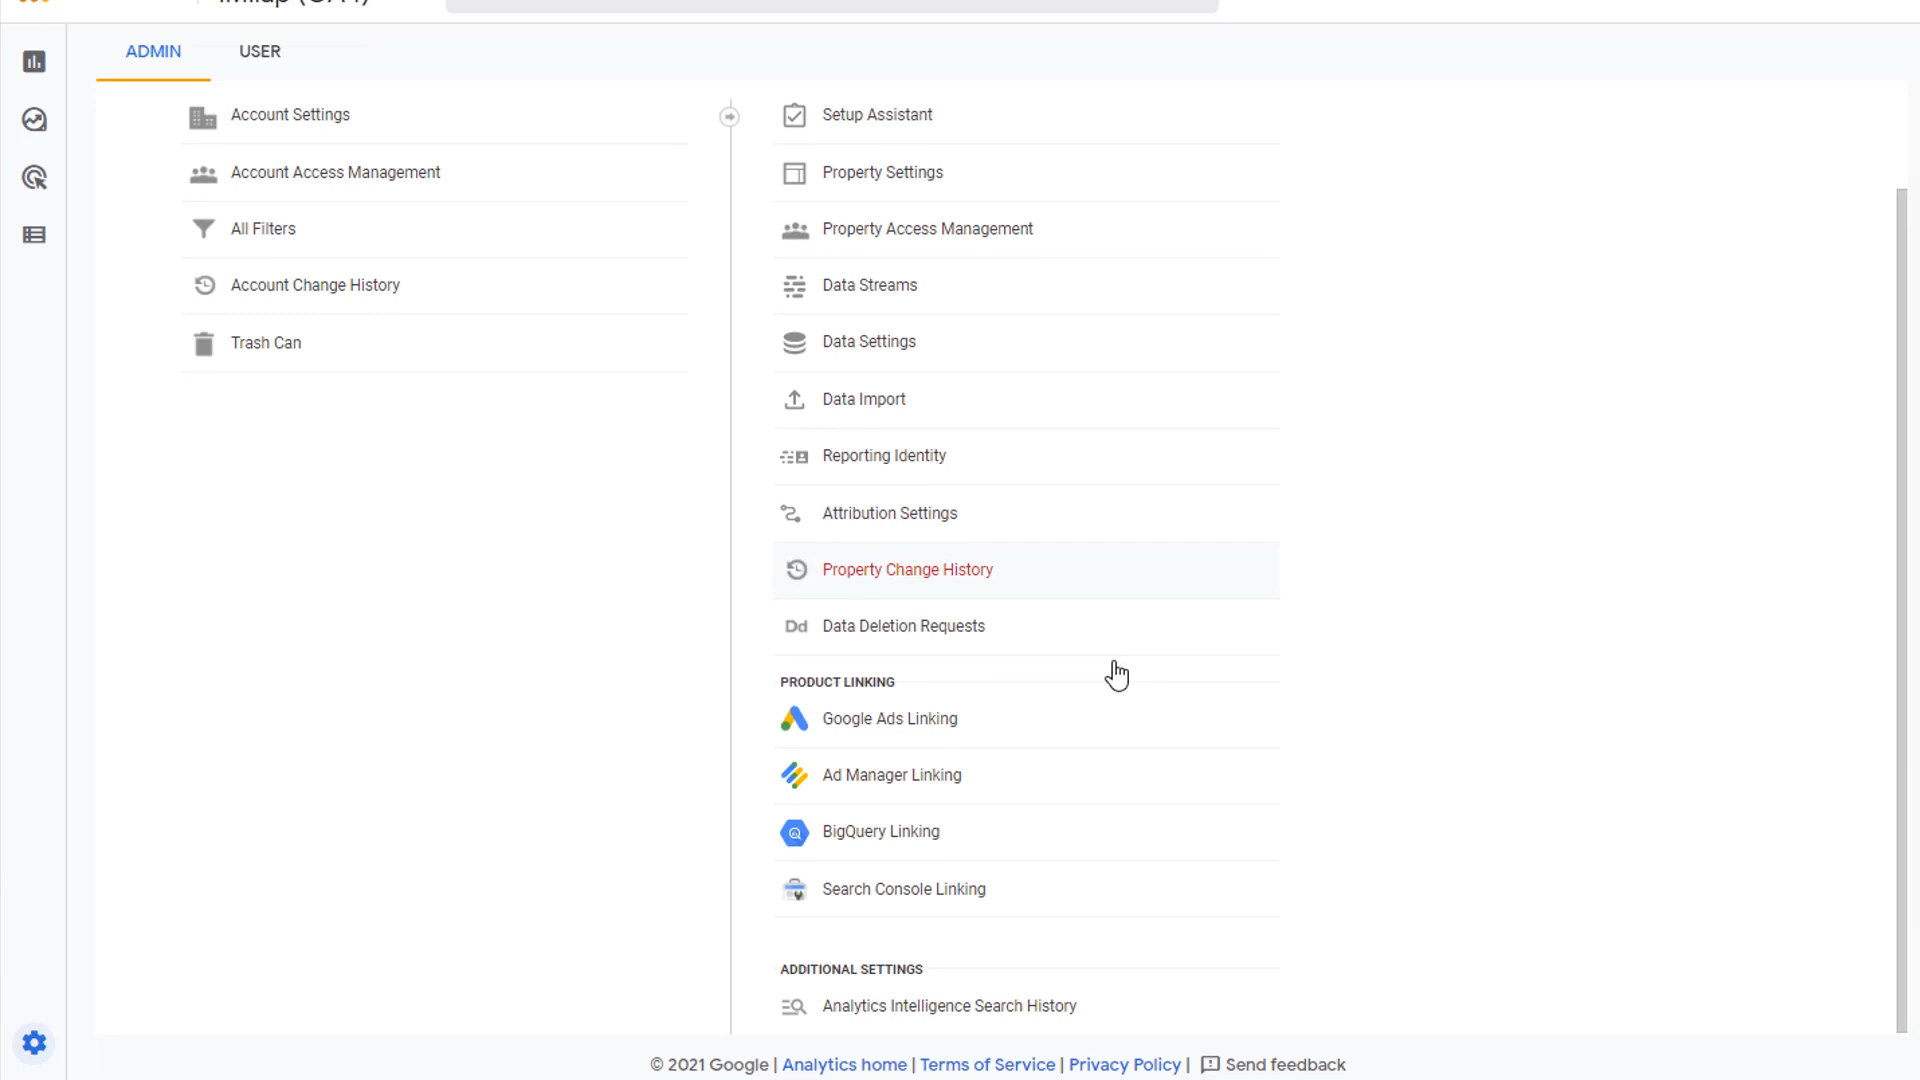 ADMIN
USER
Account Settings
Account Access Management
All Filters
Account Change History
Trash Can
Setup Assistant
Property Settings
Property Access Management
Data Streams
Data Settings
Data Import
Reporting Identity
Attribution Settings
Property Change History
Dd Data Deletion Requests
PRODUCT LINKING
Google Ads Linking
Ad Manager Linking
BigQuery Linking
Search Console Linking
ADDITIONAL SETTINGS
Analytics Intelligence Search History
© 2021 Google | Analytics home | Terms of Service | Privacy Policy | Send feedback